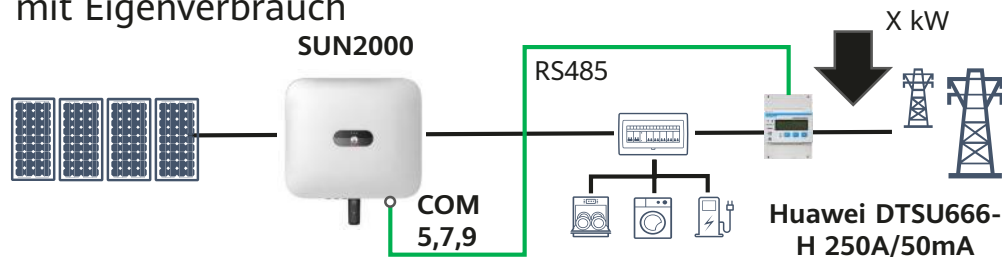 mit Eigenverbrauch
SUN2000
X kW
RS485
COM
5,7,9
Huawei DTSU666-
H 250A/50mA